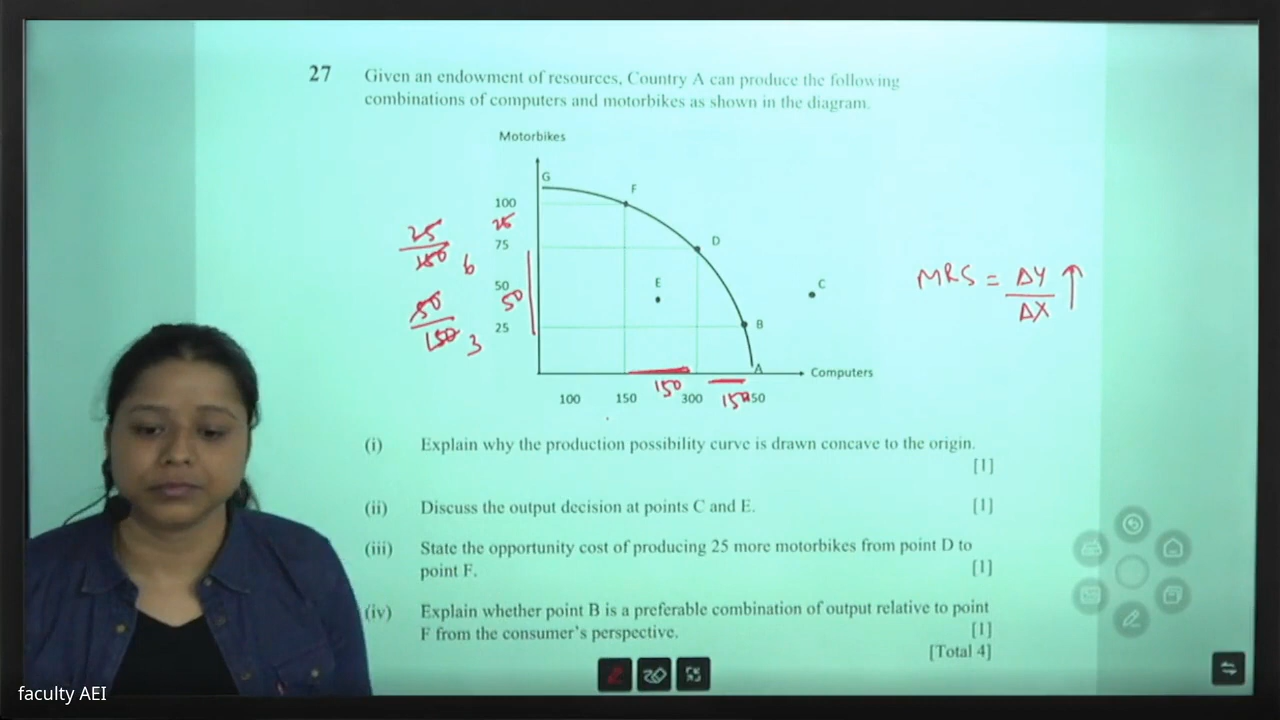 27
Given an endowment of resources, Country A can produce the following
combinations of computers and motorbikes as shown in the diagram.
Motorbikes
G
F
100
25
25
150 6
75
D
MRS = ΔY
ΔX
E
C
50
50
50
150 3
25
B
A
Computers
150
150
100 150 300 450
(i) Explain why the production possibility curve is drawn concave to the origin.
[1]
(ii) Discuss the output decision at points C and E. [1]
(iii) State the opportunity cost of producing 25 more motorbikes from point D to
point F. [1]
(iv) Explain whether point B is a preferable combination of output relative to point
F from the consumer's perspective. [1]
[Total 4]
faculty AEI